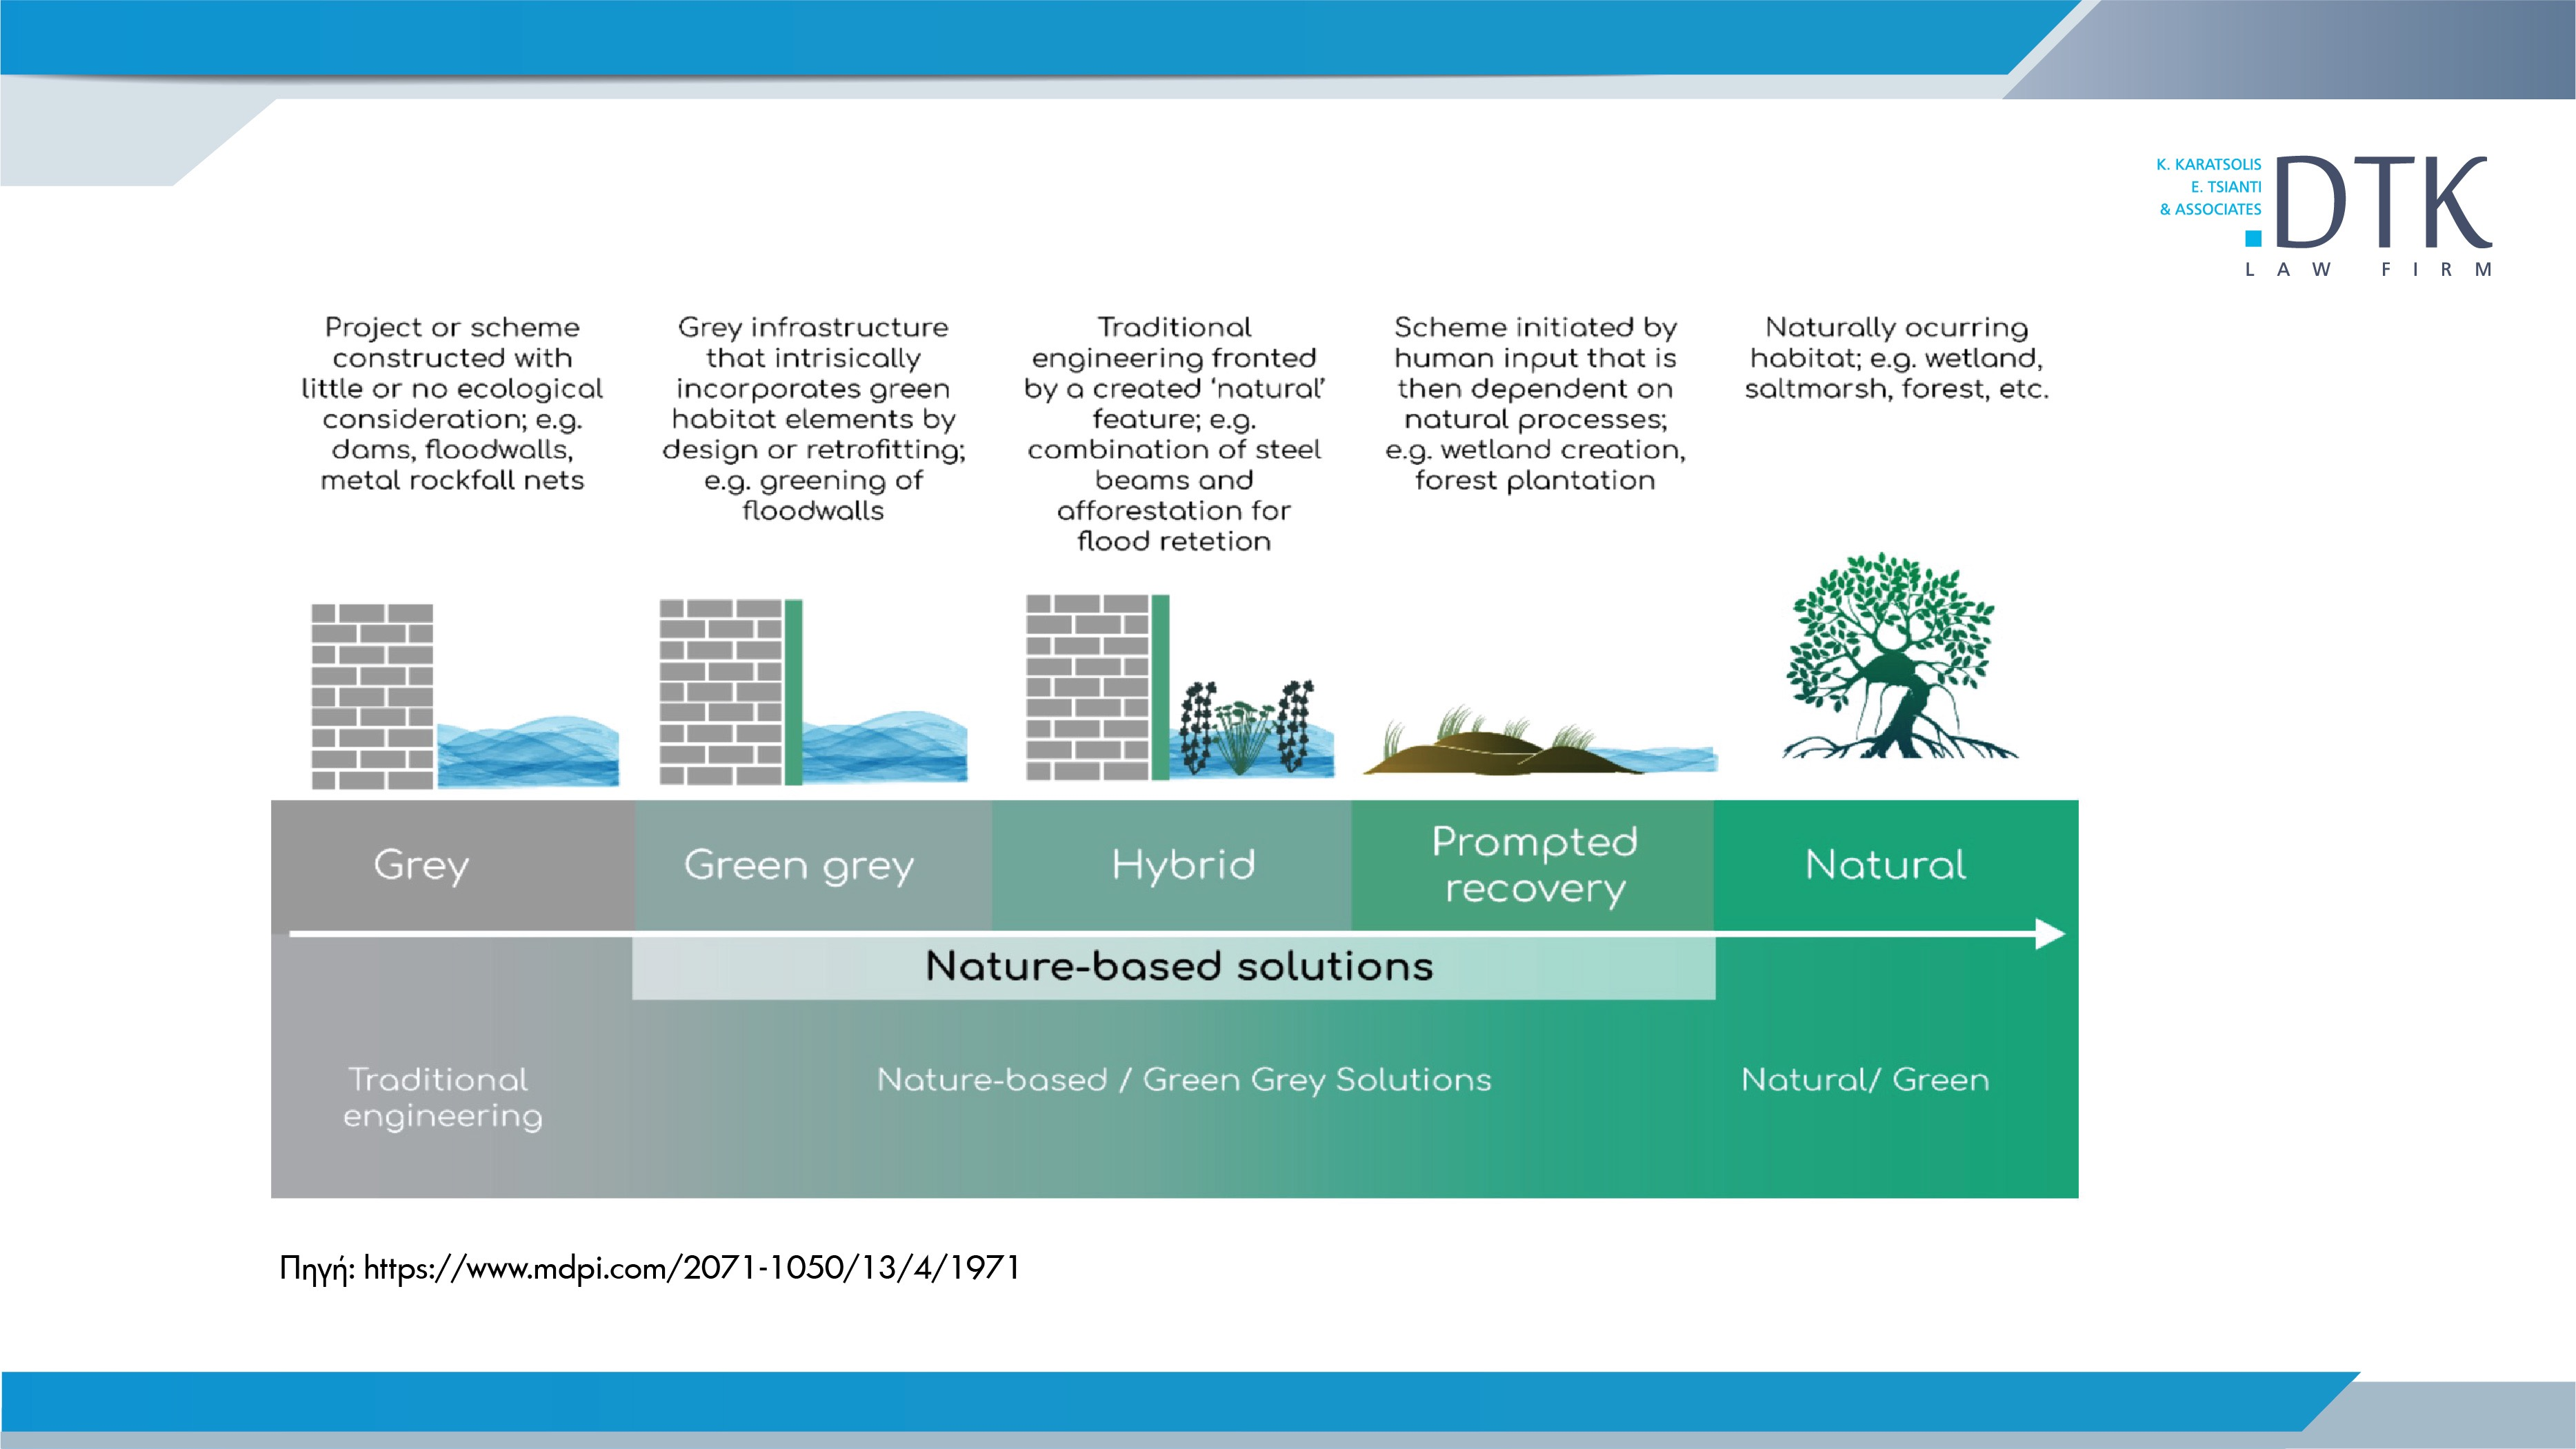 K. KARATSOLIS
E. TSIANTI
& ASSOCIATES
DTK
LAW FIRM
Project or scheme
constructed with
little or no ecological
consideration; e.g.
dams, floodwalls,
metal rockfall nets
Grey infrastructure
that intrisically
incorporates green
habitat elements by
design or retrofitting;
e.g. greening of
floodwalls
Traditional
engineering fronted
by a created ‘natural’
feature; e.g.
combination of steel
beams and
afforestation for
flood retetion
Scheme initiated by
human input that is
then dependent on
natural processes;
e.g. wetland creation,
forest plantation
Naturally ocurring
habitat; e.g. wetland,
saltmarsh, forest, etc.
Grey
Green grey
Hybrid
Prompted
recovery
Natural
Nature-based solutions
Traditional
engineering
Nature-based / Green Grey Solutions
Natural/ Green
Πηγή: https://www.mdpi.com/2071-1050/13/4/1971